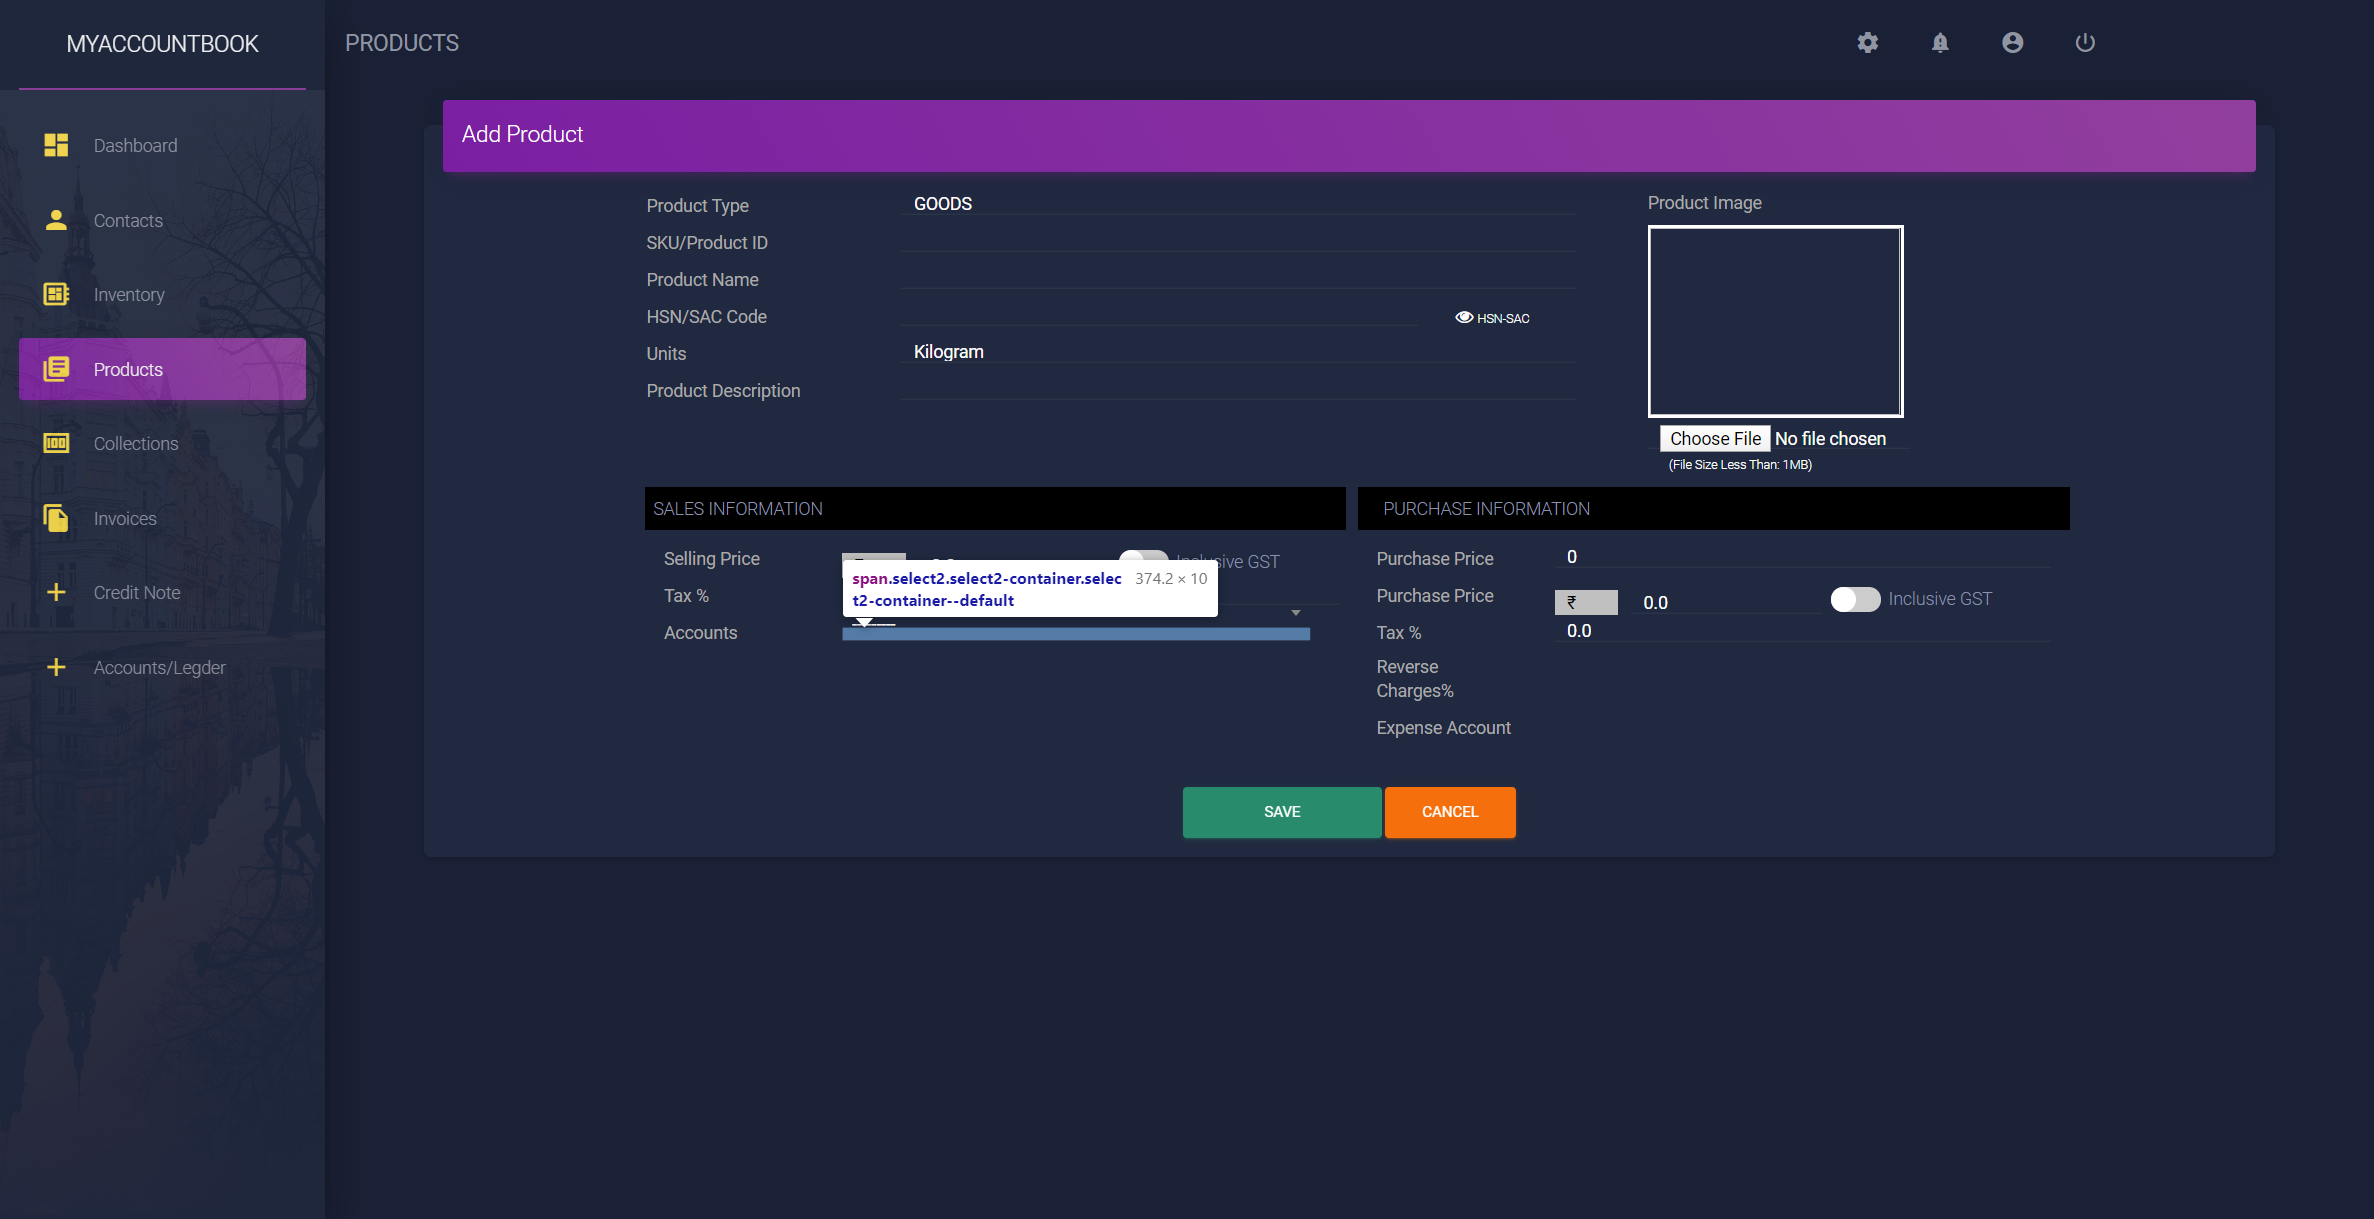 MYACCOUNTBOOK
PRODUCTS
Dashboard
Contacts
Inventory
Products
Collections
Invoices
Credit Note
Accounts/Legder
Add Product
Product Type
GOODS
SKU/Product ID
Product Name
HSN/SAC Code
HSN-SAC
Units
Kilogram
Product Description
Product Image
Choose File No file chosen
(File Size Less Than: 1MB)
SALES INFORMATION
Selling Price
Inclusive GST
Tax %
span.select2.select2-container.selec 374.2 × 10
t2-container--default
Accounts
PURCHASE INFORMATION
Purchase Price
0
Purchase Price
₹
0.0
Inclusive GST
Tax %
0.0
Reverse
Charges%
Expense Account
SAVE
CANCEL